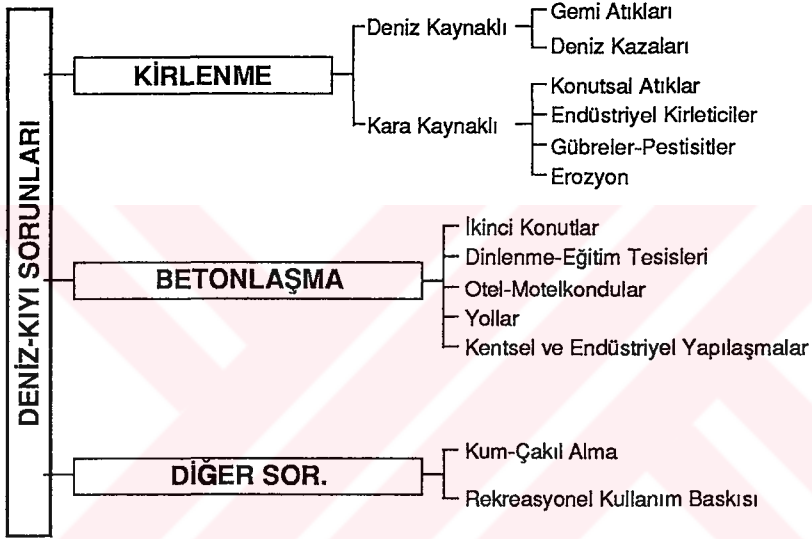 DENİZ-KIYI SORUNLARI
KİRLENME
Deniz Kaynaklı
Gemi Atıkları
Deniz Kazaları
Kara Kaynaklı
Konutsal Atıklar
Endüstriyel Kirleticiler
Gübreler-Pestisitler
Erozyon
BETONLAŞMA
İkinci Konutlar
Dinlenme-Eğitim Tesisleri
Otel-Motelkondular
Yollar
Kentsel ve Endüstriyel Yapılaşmalar
DİĞER SOR.
Kum-Çakıl Alma
Rekreasyonel Kullanım Baskısı